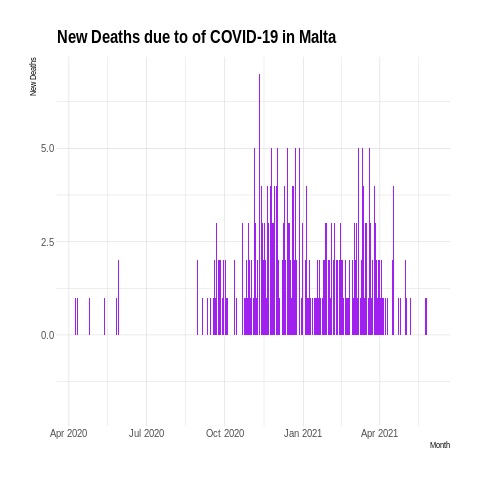 New Deaths due to of COVID-19 in Malta
New Deaths
5.0
2.5
0.0
Apr 2020 Jul 2020 Oct 2020 Jan 2021 Apr 2021
Month